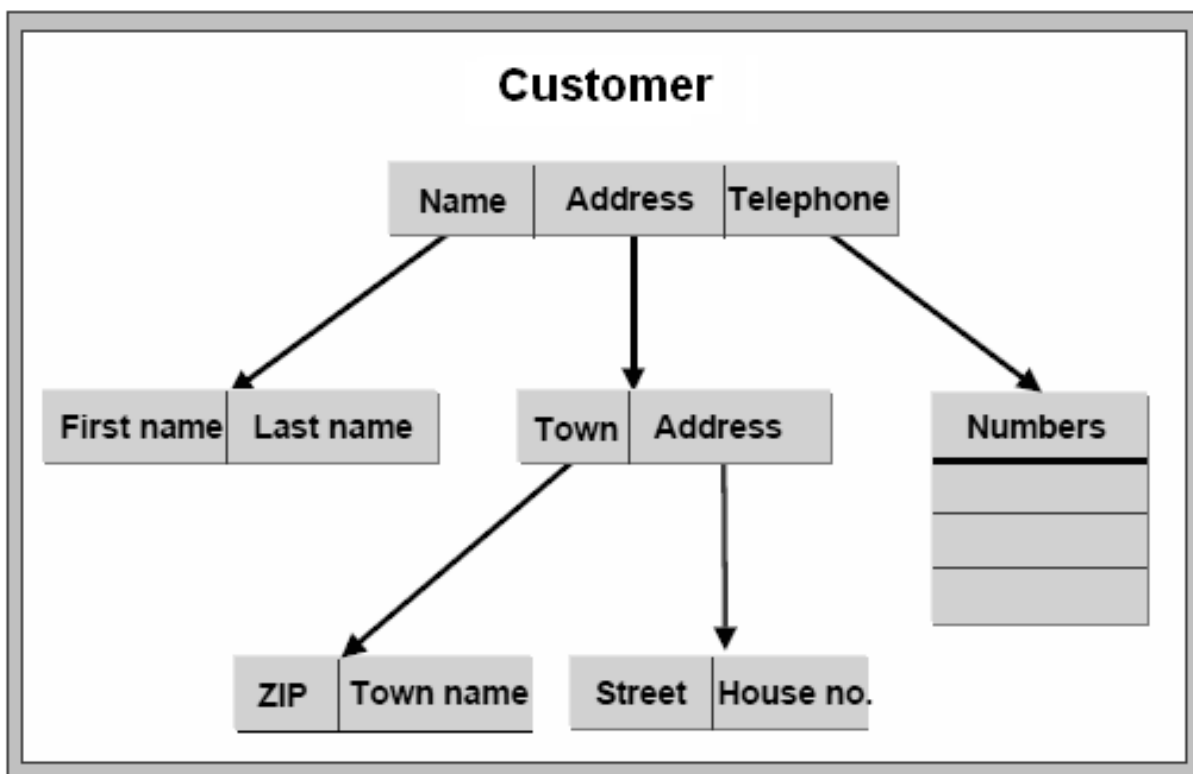 Customer
Name Address Telephone
First name Last name Town Address Numbers
ZIP Town name Street House no.